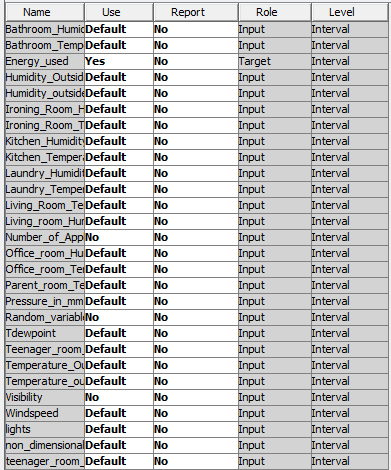 Name Use Report Role Level
Bathroom_Humid Default No Input Interval
Bathroom_Temp Default No Input Interval
Energy_used Yes No Target Interval
Humidity_Outsid Default No Input Interval
Humidity_outside Default No Input Interval
Ironing_Room_H Default No Input Interval
Ironing_Room_T Default No Input Interval
Kitchen_Humidity Default No Input Interval
Kitchen_Tempera Default No Input Interval
Laundry_Humidit Default No Input Interval
Laundry_Temper Default No Input Interval
Living_Room_Te Default No Input Interval
Living_room_Hur Default No Input Interval
Number_of_App No No Input Interval
Office_room_Hu Default No Input Interval
Office_room_Ter Default No Input Interval
Parent_room_Te Default No Input Interval
Pressure_in_mm Default No Input Interval
Random_variable No No Input Interval
Tdewpoint Default No Input Interval
Teenager_room_ Default No Input Interval
Temperature_Ou Default No Input Interval
Temperature_ou Default No Input Interval
Visibility No No Input Interval
Windspeed Default No Input Interval
lights Default No Input Interval
non_dimensional Default No Input Interval
teenager_room_ Default No Input Interval